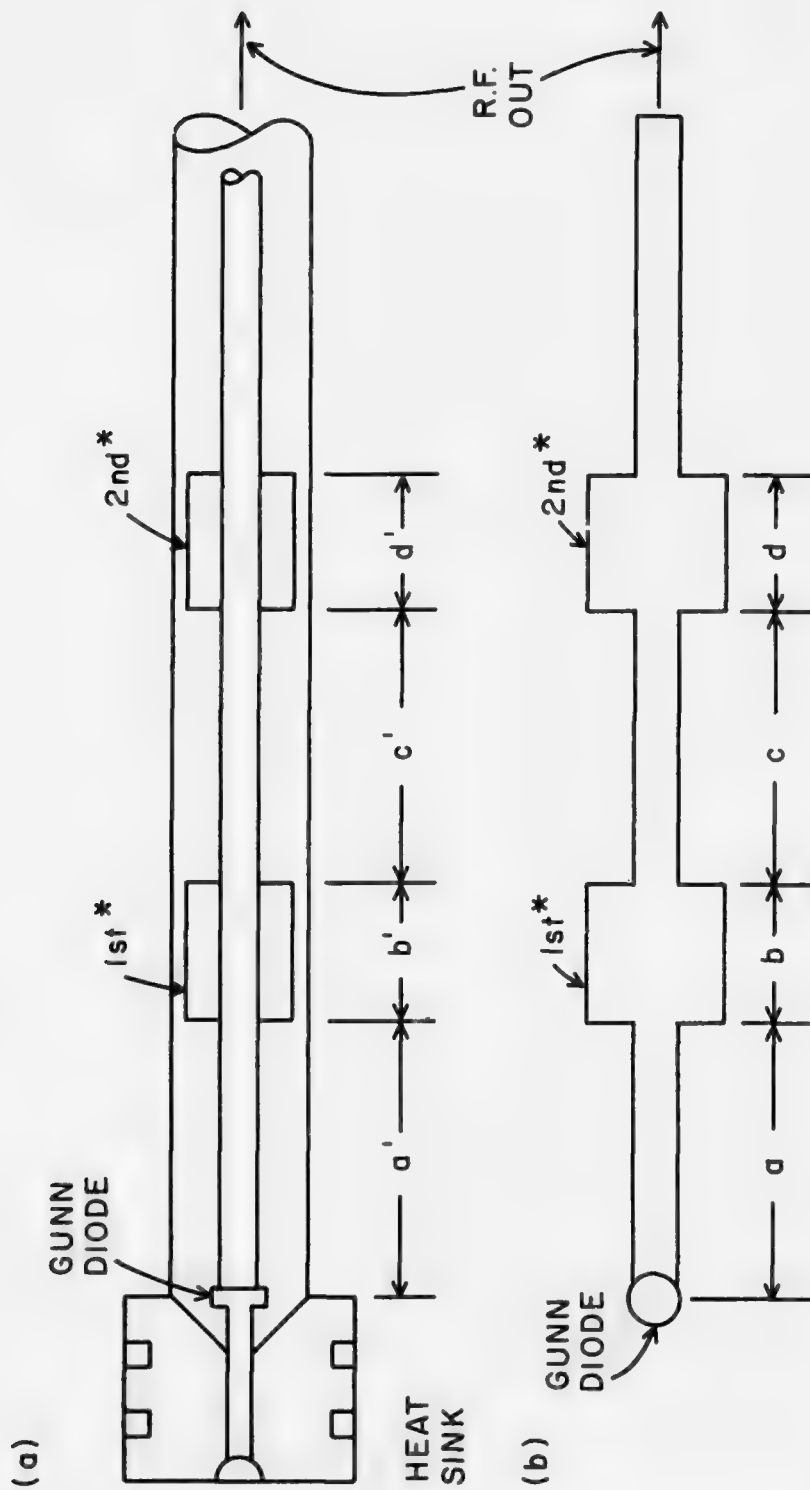 (a)
GUNN
DIODE
1st*
2nd*
HEAT
SINK
a'
b'
c'
d'
R.F.
OUT
(b)
GUNN
DIODE
1st*
2nd*
a
b
c
d